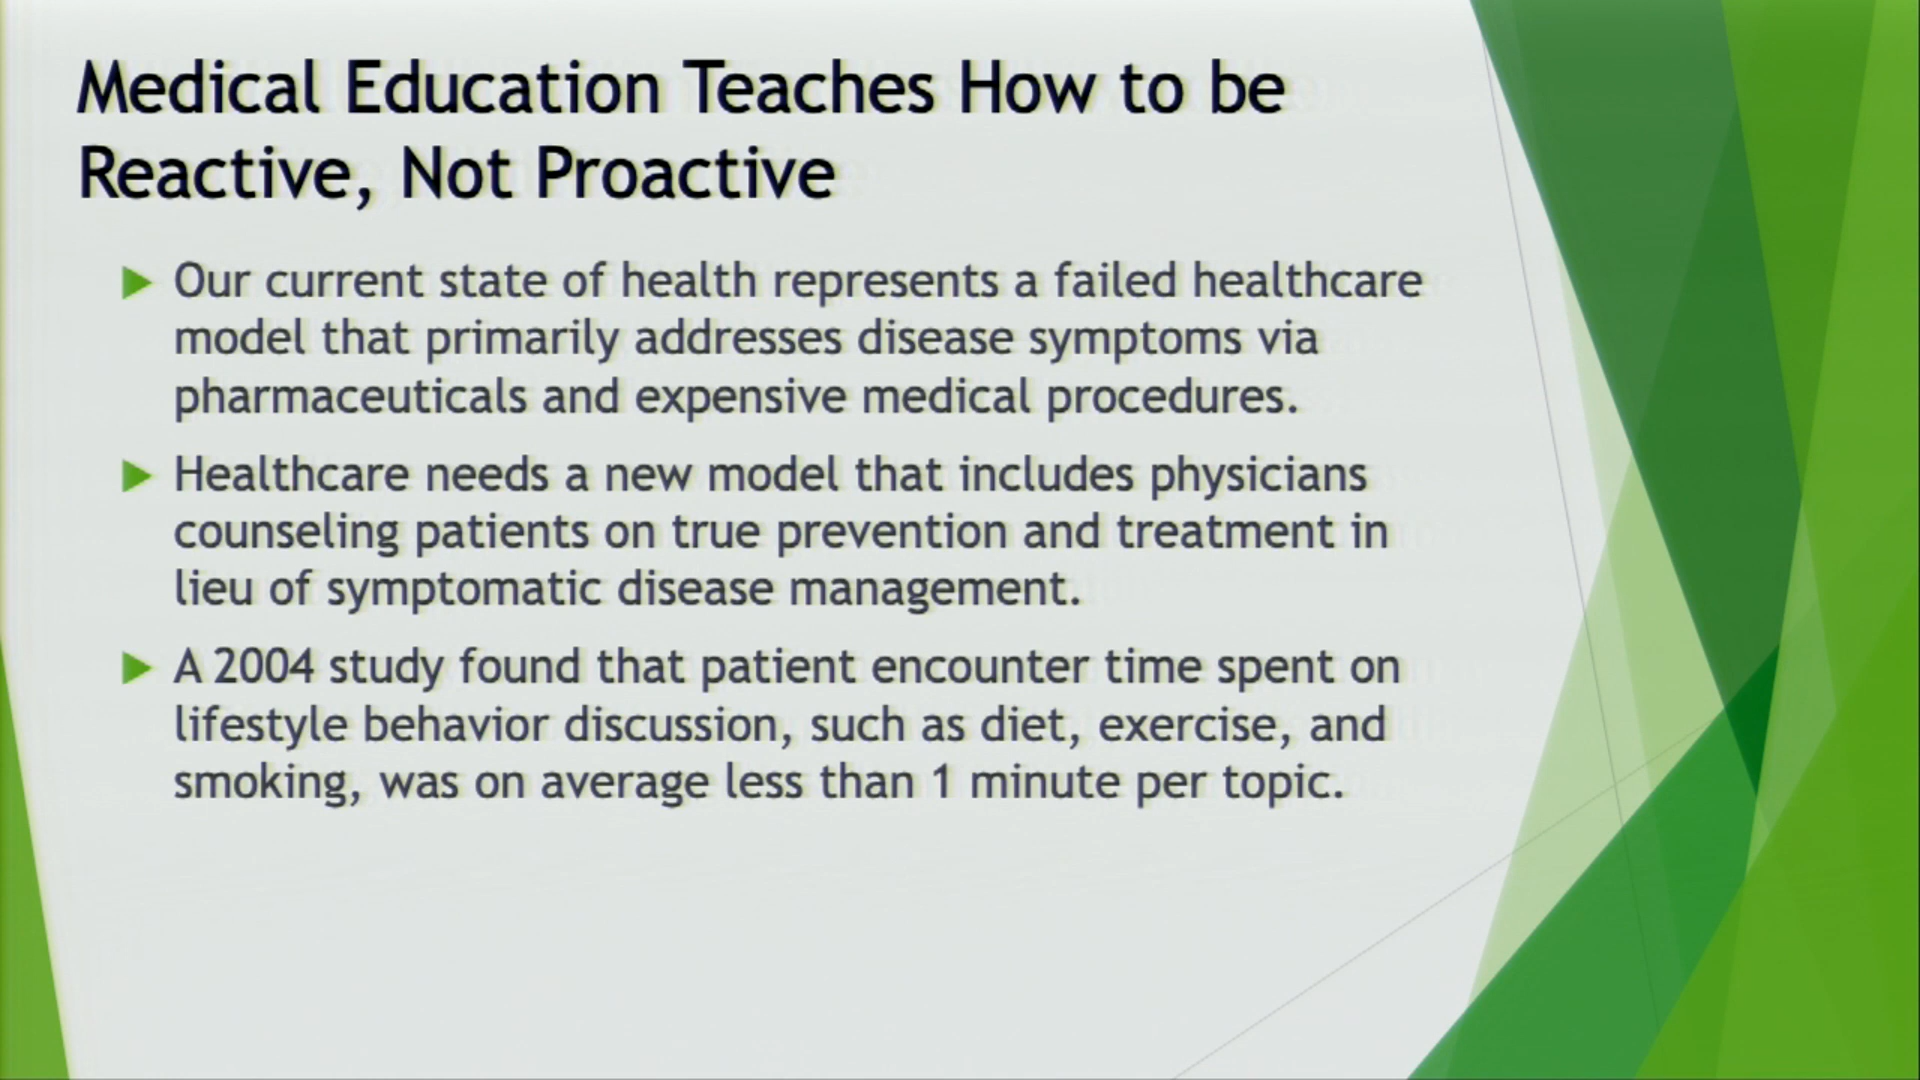 Medical Education Teaches How to be
Reactive, Not Proactive
Our current state of health represents a failed healthcare
model that primarily addresses disease symptoms via
pharmaceuticals and expensive medical procedures.
Healthcare needs a new model that includes physicians
counseling patients on true prevention and treatment in
lieu of symptomatic disease management.
A 2004 study found that patient encounter time spent on
lifestyle behavior discussion, such as diet, exercise, and
smoking, was on average less than 1 minute per topic.